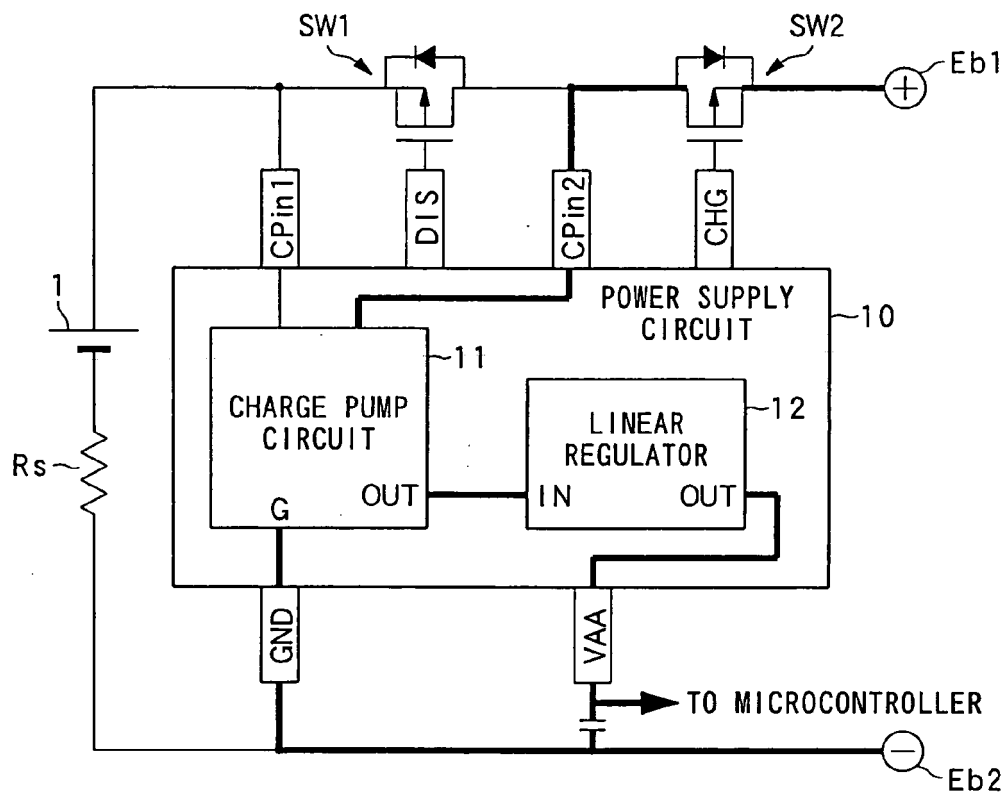 SW1
SW2
Eb1
CPin1
DIS
CPin2
CHG
1
POWER SUPPLY
CIRCUIT
10
11
CHARGE PUMP
CIRCUIT
12
LINEAR
REGULATOR
Rs
G
OUT
IN
OUT
GND
VAA
TO MICROCONTROLLER
Eb2